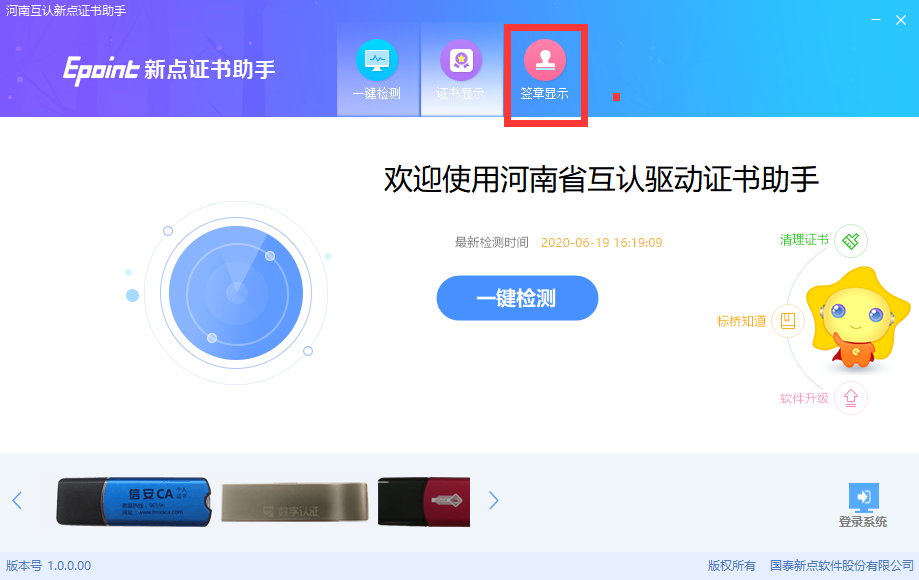 河南互认新点证书助手
Epoint 新点证书助手
一键检测
证书显示
签章显示
欢迎使用河南省互认驱动证书助手
最新检测时间 2020-06-19 16:19:09
一键检测
清理证书
标桥知道
软件升级
信安CA 个人证书
数字认证
登录系统
版本号 1.0.0.00
版权所有 国泰新点软件股份有限公司